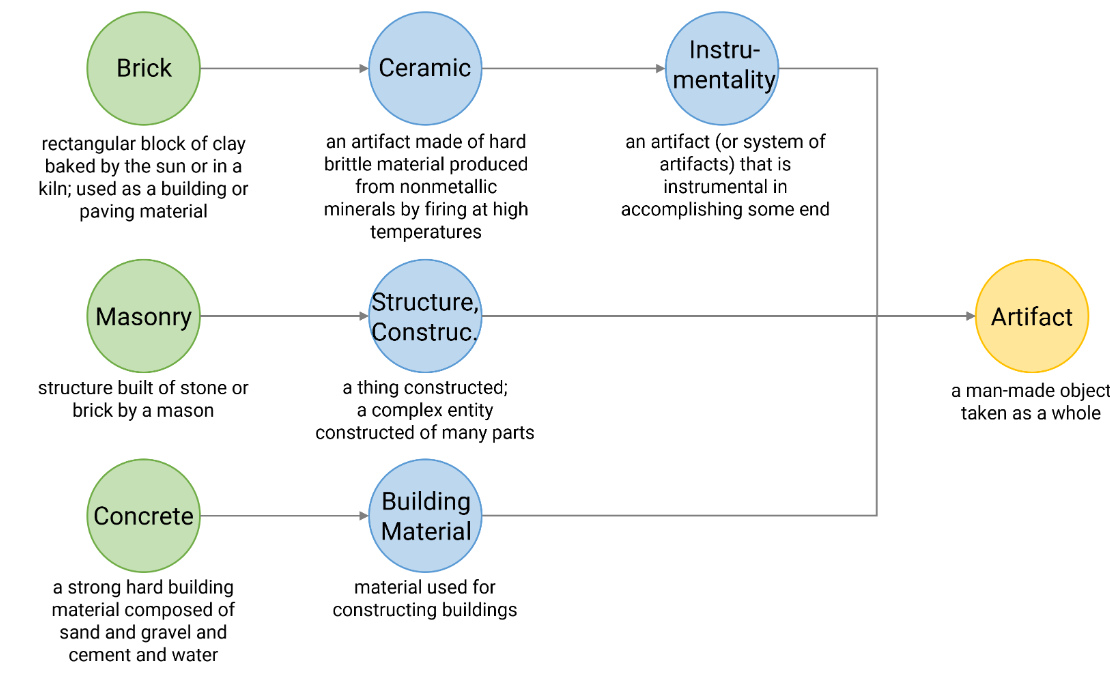 Brick
rectangular block of clay
baked by the sun or in a
kiln; used as a building or
paving material
Ceramic
an artifact made of hard
brittle material produced
from nonmetallic
minerals by firing at high
temperatures
Instru-
mentality
an artifact (or system of
artifacts) that is
instrumental in
accomplishing some end
Masonry
structure built of stone or
brick by a mason
Structure,
Construc.
a thing constructed;
a complex entity
constructed of many parts
Artifact
a man-made object
taken as a whole
Concrete
a strong hard building
material composed of
sand and gravel and
cement and water
Building
Material
material used for
constructing buildings